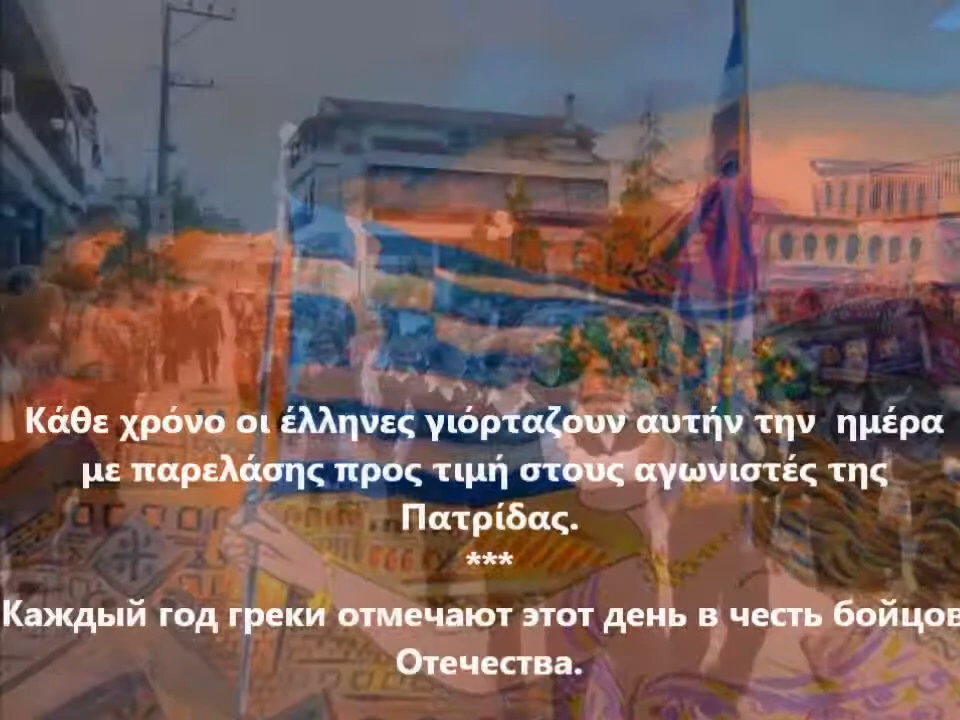 Κάθε χρόνο οι έλληνες γιόρταζουν αυτήν την ημέρα
με παρελάσης προς τιμή στους αγωνιστές της
Πατρίδας.
***
Каждый год греки отмечают этот день в честь бойцов
Отечества.